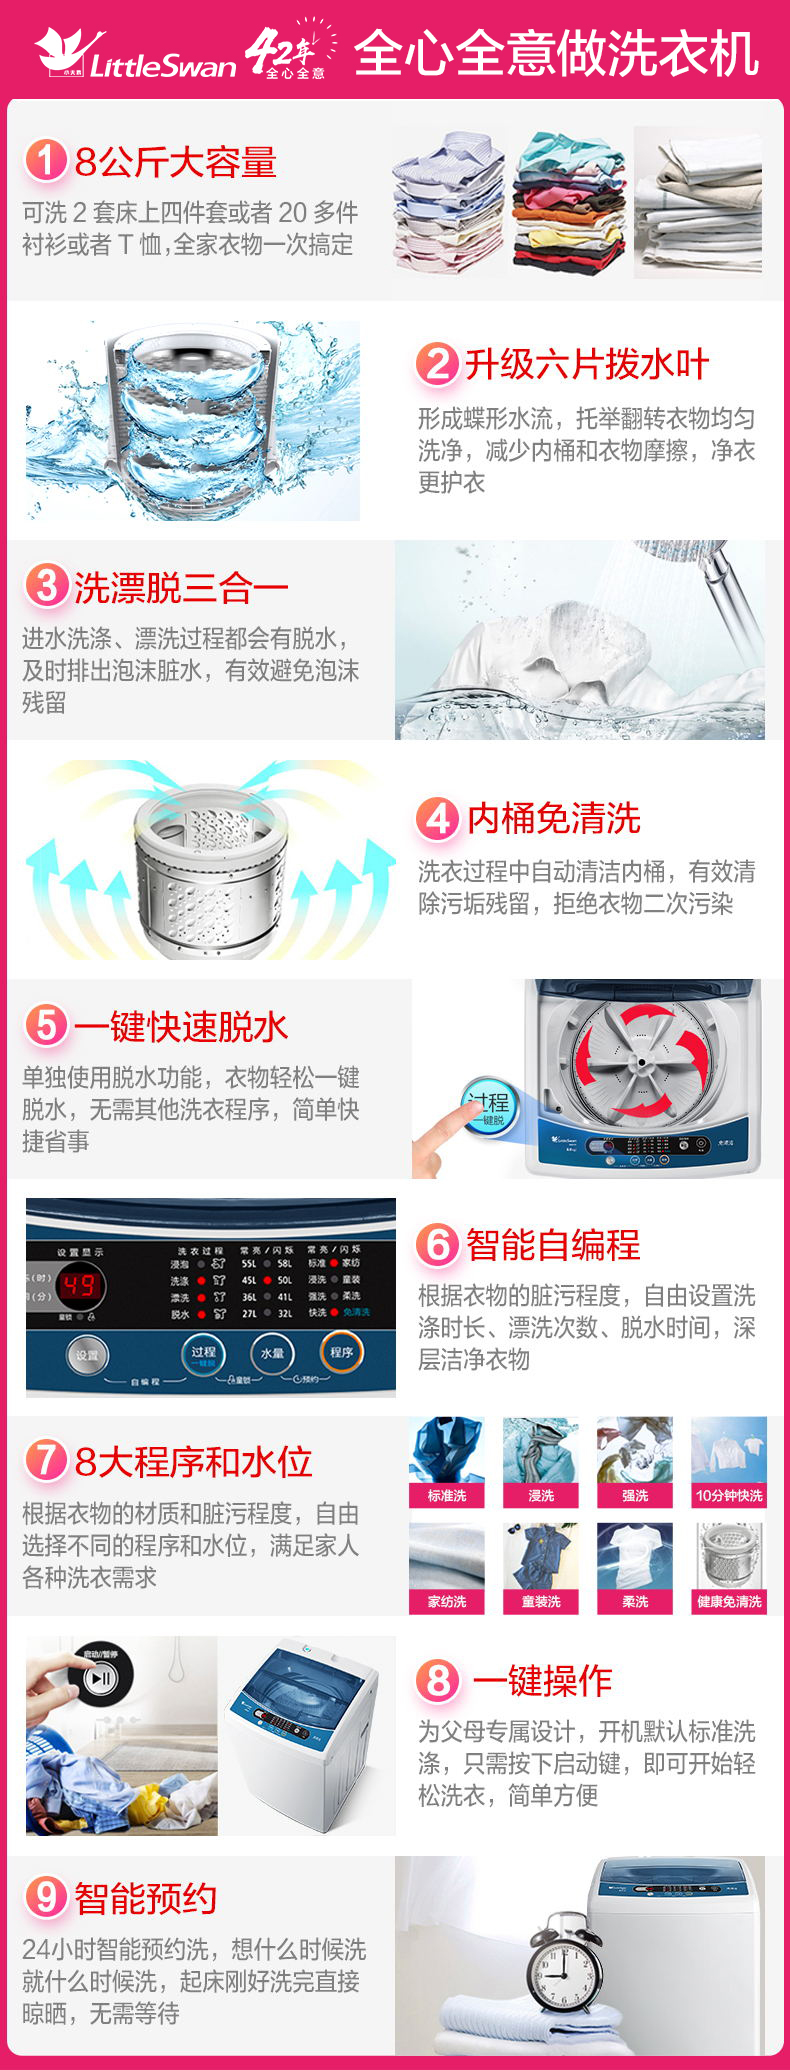 小天鹅
LittleSwan
42年
全心全意
全心全意做洗衣机
1 8公斤大容量
可洗 2 套床上四件套或者 20 多件
衬衫或者 T 恤,全家衣物一次搞定
2 升级六片拨水叶
形成蝶形水流，托举翻转衣物均匀
洗净，减少内桶和衣物摩擦，净衣
更护衣
3 洗漂脱三合一
进水洗涤、漂洗过程都会有脱水，
及时排出泡沫脏水，有效避免泡沫
残留
4 内桶免清洗
洗衣过程中自动清洁内桶，有效清
除污垢残留，拒绝衣物二次污染
5 一键快速脱水
单独使用脱水功能，衣物轻松一键
脱水，无需其他洗衣程序，简单快
捷省事
过程
一键脱
LittleSwan
免清洗
设置显示
洗衣过程 常亮/闪烁 常亮/闪烁
浸泡 55L 58L 标准 家纺
(时) 49 洗涤 45L 50L 浸洗 童装
(分) 漂洗 36L 41L 强洗 柔洗
童锁 脱水 27L 32L 快洗 免清洗
设置 过程 水量 程序
一键脱
自编程 童锁 预约
6 智能自编程
根据衣物的脏污程度，自由设置洗
涤时长、漂洗次数、脱水时间，深
层洁净衣物
7 8大程序和水位
根据衣物的材质和脏污程度，自由
选择不同的程序和水位，满足家人
各种洗衣需求
标准洗 浸洗 强洗 10分钟快洗
家纺洗 童装洗 柔洗 健康免清洗
启动//暂停
8 一键操作
为父母专属设计，开机默认标准洗
涤，只需按下启动键，即可开始轻
松洗衣，简单方便
9 智能预约
24小时智能预约洗，想什么时候洗
就什么时候洗，起床刚好洗完直接
晾晒，无需等待